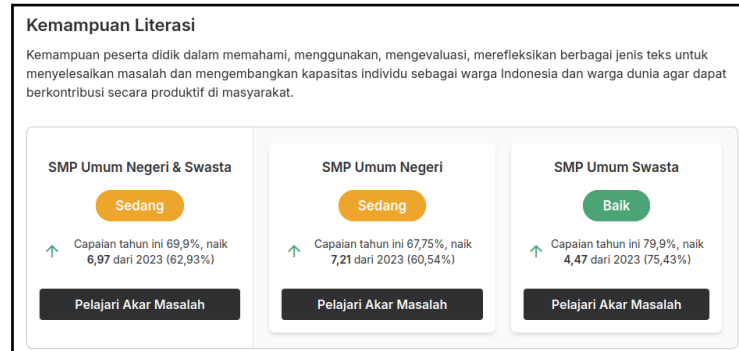 Kemampuan Literasi
Kemampuan peserta didik dalam memahami, menggunakan, mengevaluasi, merefleksikan berbagai jenis teks untuk
menyelesaikan masalah dan mengembangkan kapasitas individu sebagai warga Indonesia dan warga dunia agar dapat
berkontribusi secara produktif di masyarakat.
SMP Umum Negeri & Swasta
Sedang
Capaian tahun ini 69,9%, naik
6,97 dari 2023 (62,93%)
Pelajari Akar Masalah
SMP Umum Negeri
Sedang
Capaian tahun ini 67,75%, naik
7,21 dari 2023 (60,54%)
Pelajari Akar Masalah
SMP Umum Swasta
Baik
Capaian tahun ini 79,9%, naik
4,47 dari 2023 (75,43%)
Pelajari Akar Masalah